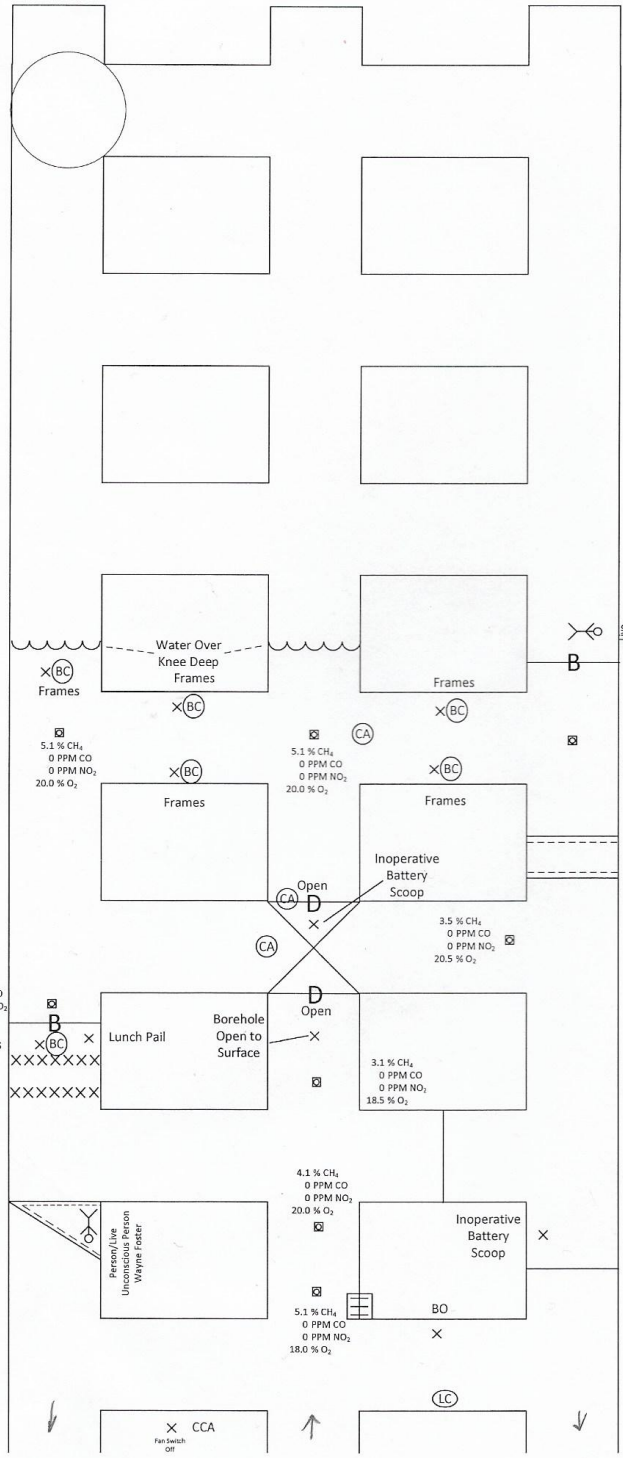 Water Over
Knee Deep
Frames
B
BC
Frames
BC
Frames
BC
CA
5.1 % CH₄
0 PPM CO
0 PPM NO₂
20.0 % O₂
5.1 % CH₄
0 PPM CO
0 PPM NO₂
20.0 % O₂
BC
Frames
BC
Frames
Inoperative
Battery
Scoop
Open
CA
D
CA
3.5 % CH₄
0 PPM CO
0 PPM NO₂
20.5 % O₂
D
Open
B
BC
Lunch Pail
Borehole
Open to
Surface
3.1 % CH₄
0 PPM CO
0 PPM NO₂
18.5 % O₂
4.1 % CH₄
0 PPM CO
0 PPM NO₂
20.0 % O₂
Person/Live
Unconscious Person
Wayne Foster
Inoperative
Battery
Scoop
BO
5.1 % CH₄
0 PPM CO
0 PPM NO₂
18.0 % O₂
LC
CCA
Fan Switch
Off